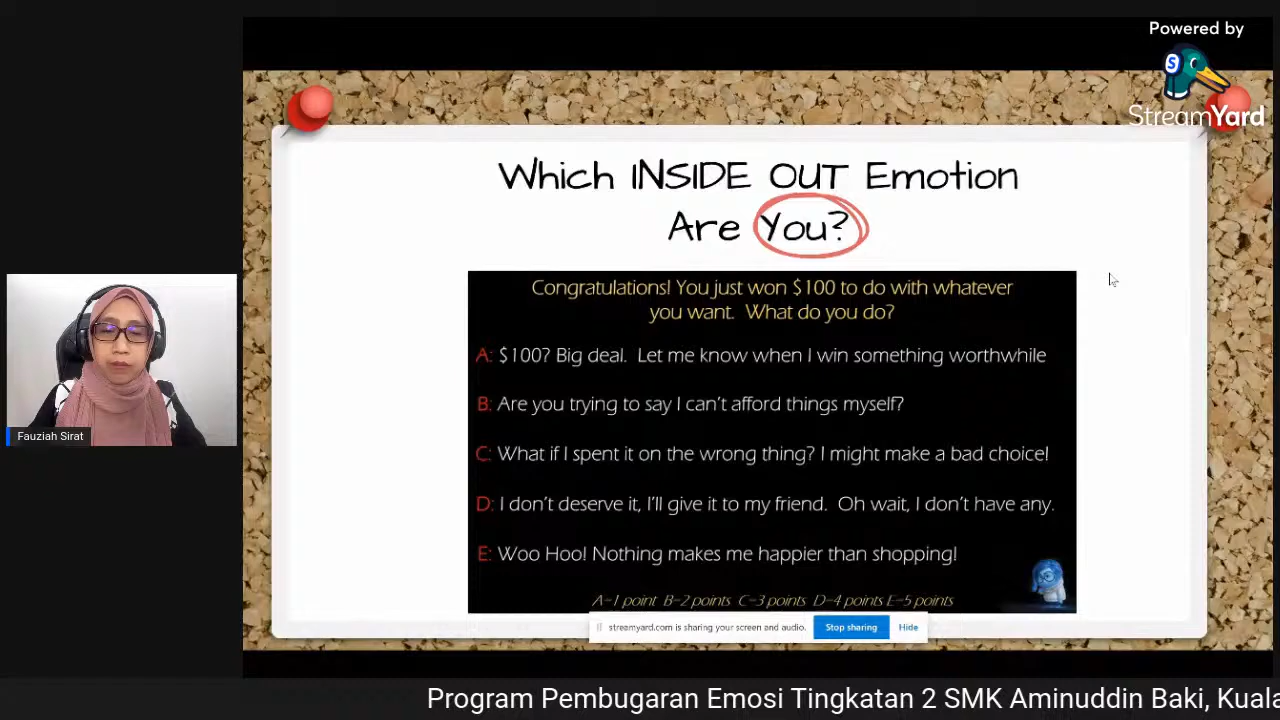 Powered by
StreamYard
Which INSIDE OUT Emotion
Are You?
Congratulations! You just won $100 to do with whatever
you want. What do you do?
A: $100? Big deal. Let me know when I win something worthwhile
B: Are you trying to say I can't afford things myself?
C: What if I spent it on the wrong thing? I might make a bad choice!
D: I don't deserve it, I'll give it to my friend. Oh wait, I don't have any.
E: Woo Hoo! Nothing makes me happier than shopping!
A=1 point B=2 points C=3 points D=4 points E=5 points
streamyard.com is sharing your screen and audio. Stop sharing Hide
Fauziah Sirat
Program Pembugaran Emosi Tingkatan 2 SMK Aminuddin Baki, Kuala